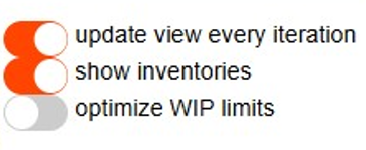 update view every iteration
show inventories
optimize WIP limits